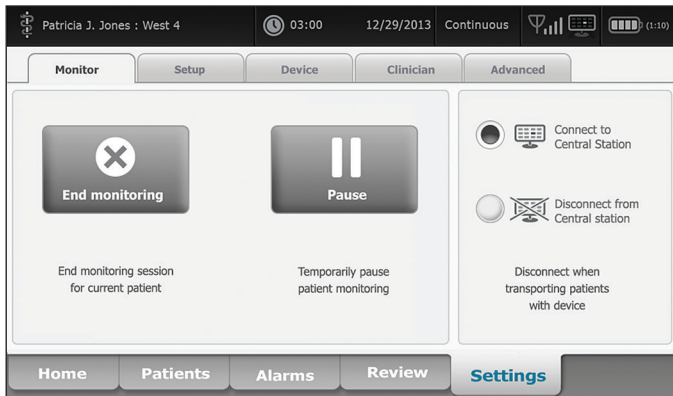 Patricia J. Jones : West 4
03:00
12/29/2013
Continuous
(1:10)
Monitor
Setup
Device
Clinician
Advanced
End monitoring
Pause
Connect to
Central Station
Disconnect from
Central station
End monitoring session
for current patient
Temporarily pause
patient monitoring
Disconnect when
transporting patients
with device
Home
Patients
Alarms
Review
Settings